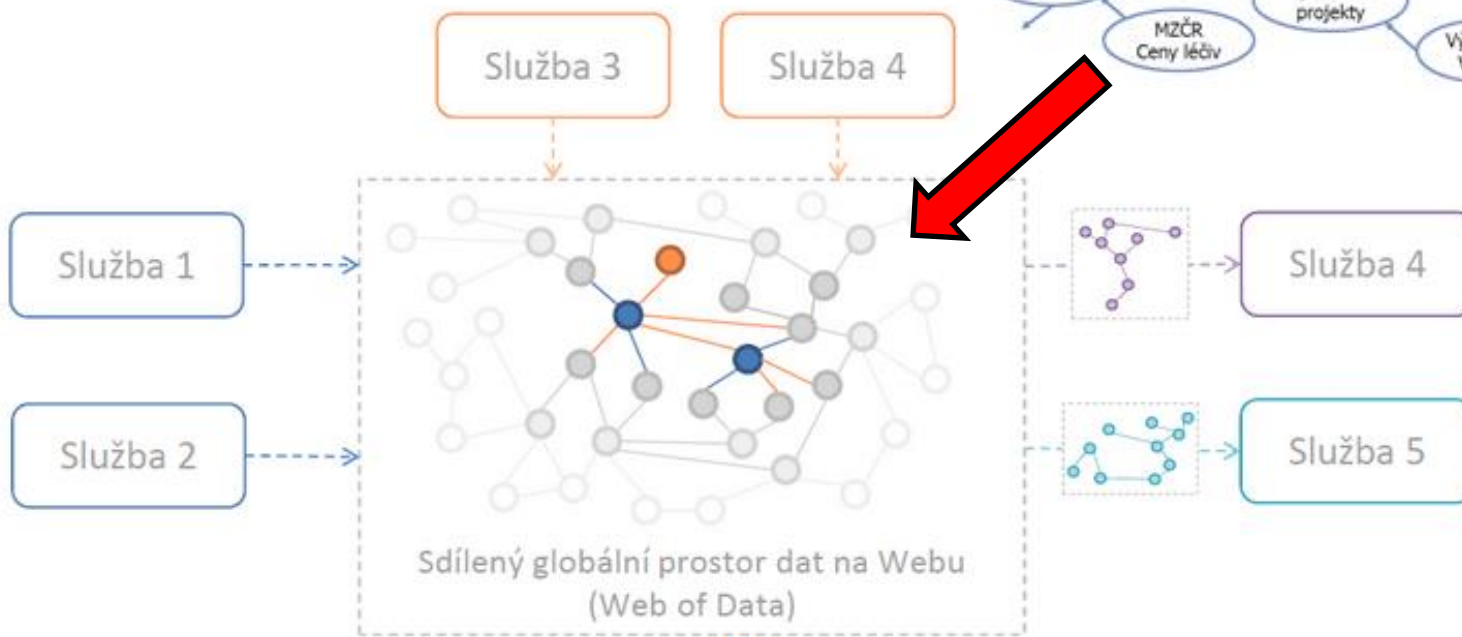 projekty
MZČR
Ceny léčiv
Služba 3
Služba 4
Služba 1
Služba 4
Služba 2
Služba 5
Sdílený globální prostor dat na Webu
(Web of Data)